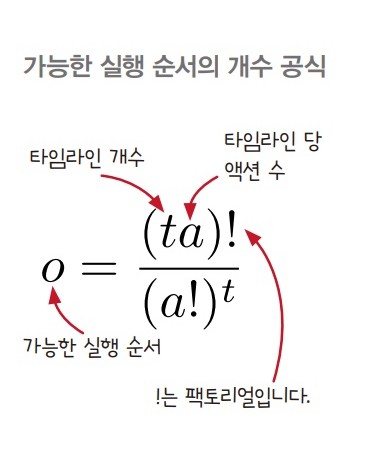 가능한 실행 순서의 개수 공식
타임라인 개수
타임라인 당
액션 수
o = (ta)! / (a!)^t
가능한 실행 순서
!는 팩토리얼입니다.